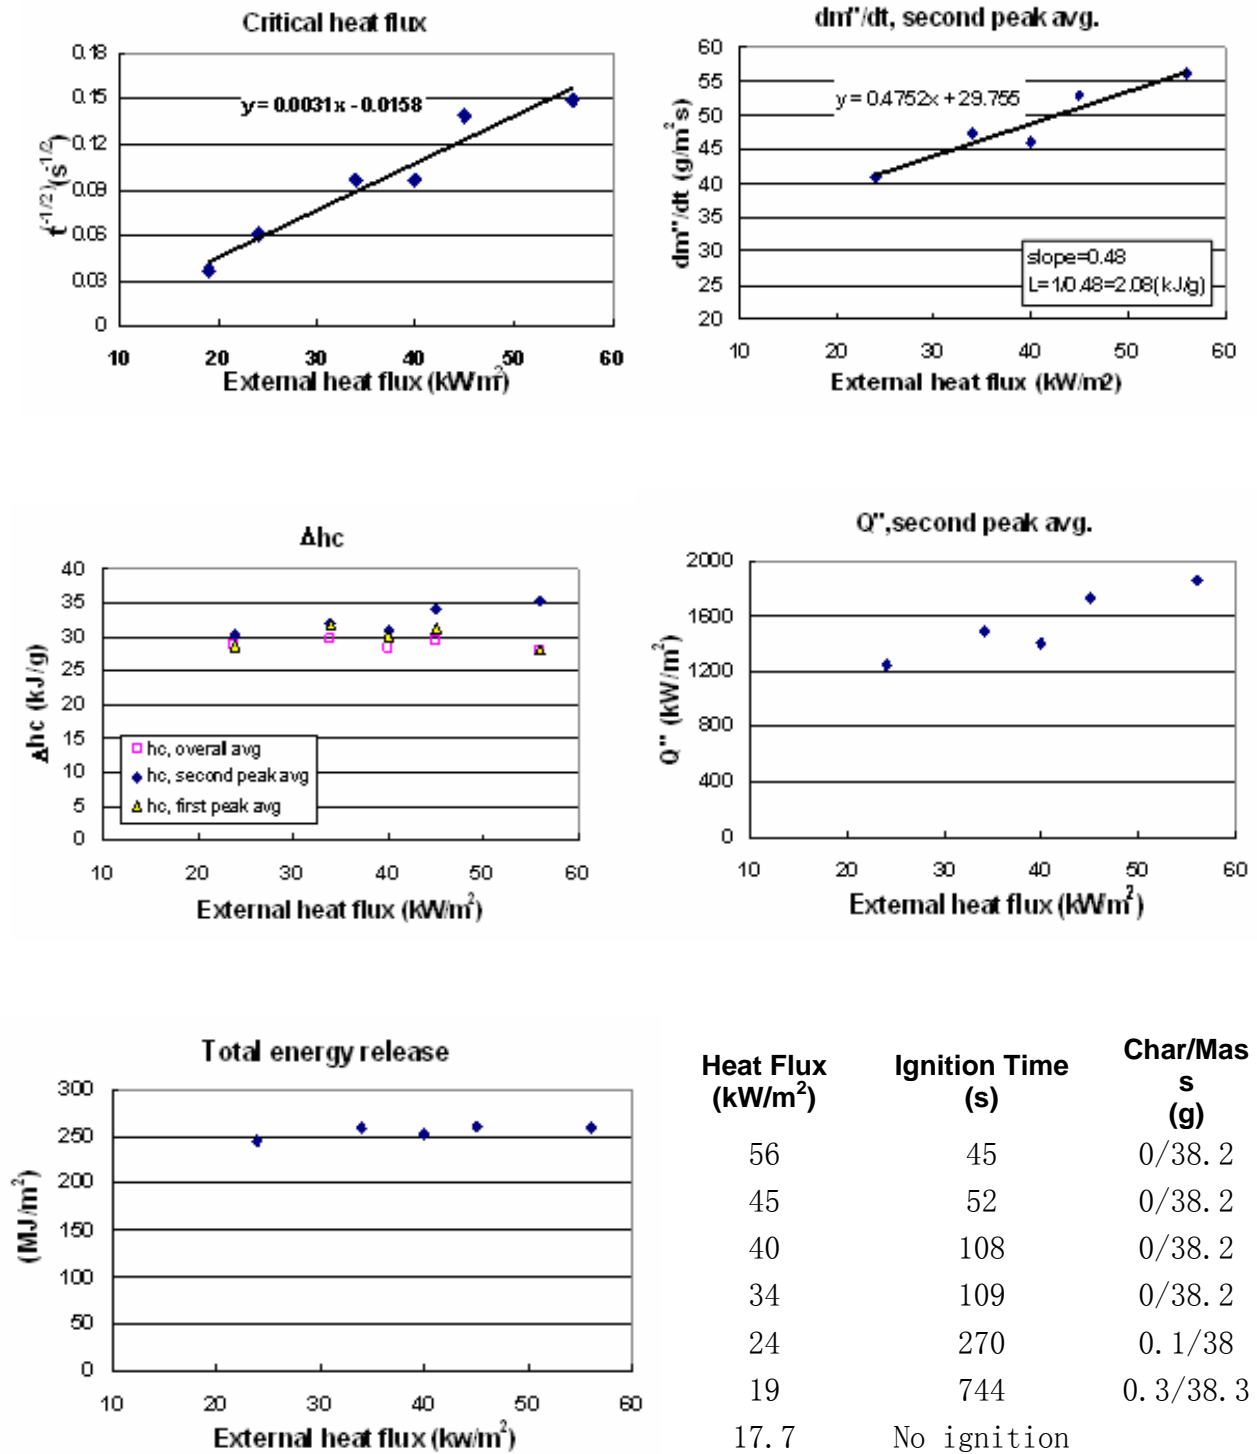 Critical heat flux
0.18
0.15
0.12
0.09
0.06
0.03
0
t^(-1/2) (s^-1/2)
y = 0.0031x - 0.0158
10 20 30 40 50 60
External heat flux (kW/m²)
dm"/dt, second peak avg.
60
55
50
45
40
35
30
25
20
dm"/dt (g/m² s)
y = 0.4752x + 29.755
slope=0.48
L=1/0.48=2.08(kJ/g)
10 20 30 40 50 60
External heat flux (kW/m2)
Δhc
40
35
30
25
20
15
10
5
0
Δhc (kJ/g)
hc, overall avg
hc, second peak avg
hc, first peak avg
10 20 30 40 50 60
External heat flux (kW/m²)
Q",second peak avg.
2000
1600
1200
800
400
0
Q" (kW/m²)
10 20 30 40 50 60
External heat flux (kW/m²)
Total energy release
300
250
200
150
100
50
0
(MJ/m²)
10 20 30 40 50 60
External heat flux (kw/m²)
Heat Flux Ignition Time Char/Mas
(kW/m²) (s) s
(g)
56 45 0/38.2
45 52 0/38.2
40 108 0/38.2
34 109 0/38.2
24 270 0.1/38
19 744 0.3/38.3
17.7 No ignition